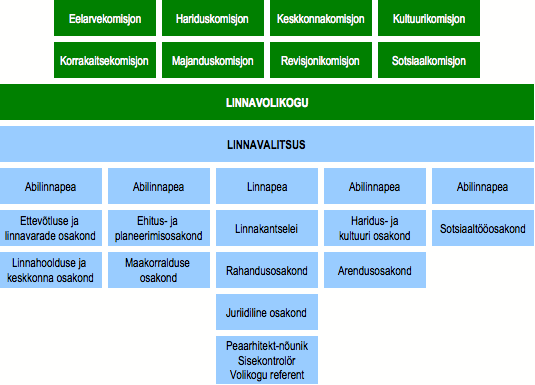 Eelarvekomisjon
Hariduskomisjon
Keskkonnakomisjon
Kultuurikomisjon
Korrakaitsekomisjon
Majanduskomisjon
Revisjonikomisjon
Sotsiaalkomisjon
LINNAVOLIKOGU
LINNAVALITSUS
Abilinnapea
Abilinnapea
Linnapea
Abilinnapea
Abilinnapea
Ettevõtluse ja
linnavarade osakond
Ehitus- ja
planeerimisosakond
Linnakantselei
Haridus- ja
kultuuri osakond
Sotsiaaltööosakond
Linnahoolduse ja
keskkonna osakond
Maakorralduse
osakond
Rahandusosakond
Arendusosakond
Juriidiline osakond
Peaarhitekt-nõunik
Sisekontrolör
Volikogu referent